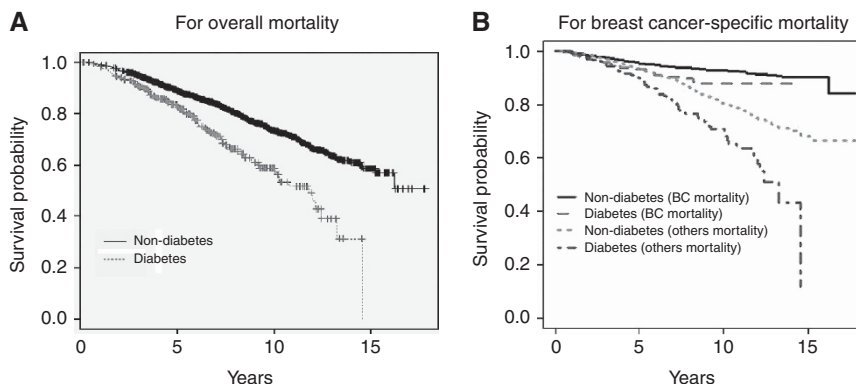 A
For overall mortality
Survival probability
1.0
0.8
0.6
0.4
0.2
0.0
Non-diabetes
Diabetes
0 5 10 15
Years
B
For breast cancer-specific mortality
Survival probability
1.0
0.8
0.6
0.4
0.2
0.0
Non-diabetes (BC mortality)
Diabetes (BC mortality)
Non-diabetes (others mortality)
Diabetes (others mortality)
0 5 10 15
Years